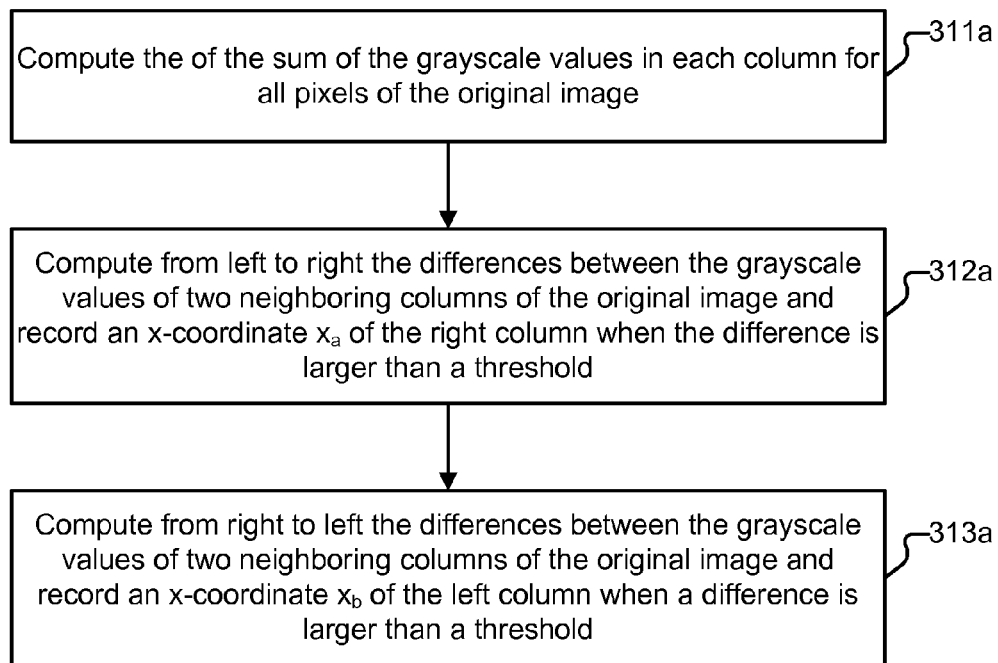 Compute the of the sum of the grayscale values in each column for
all pixels of the original image
311a
Compute from left to right the differences between the grayscale
values of two neighboring columns of the original image and
record an x-coordinate xₐ of the right column when the difference is
larger than a threshold
312a
Compute from right to left the differences between the grayscale
values of two neighboring columns of the original image and
record an x-coordinate x_b of the left column when a difference is
larger than a threshold
313a